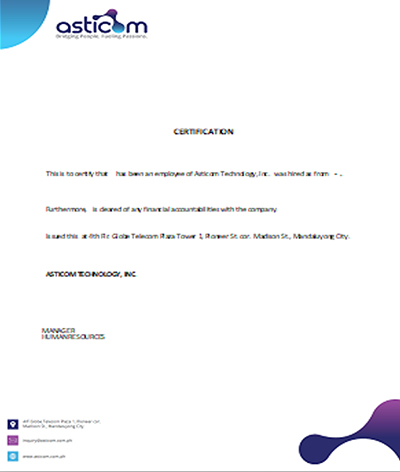 asticom
Bridging People, Fueling Passions.
CERTIFICATION
This is to certify that has been an employee of Asticom Technology, Inc. was hired as from - .
Furthermore, is cleared of any financial accountabilities with the company
Issued this at 4th Flr. Globe Telecom Plaza Tower 1, Pioneer St. cor. Madison St., Mandaluyong City.
ASTICOM TECHNOLOGY, INC
MANAGER
HUMAN RESOURCES
4/F Globe Telecom Plaza 1, Pioneer cor.
Madison St., Mandaluyong City
inquiry@asticom.com.ph
www.asticom.com.ph